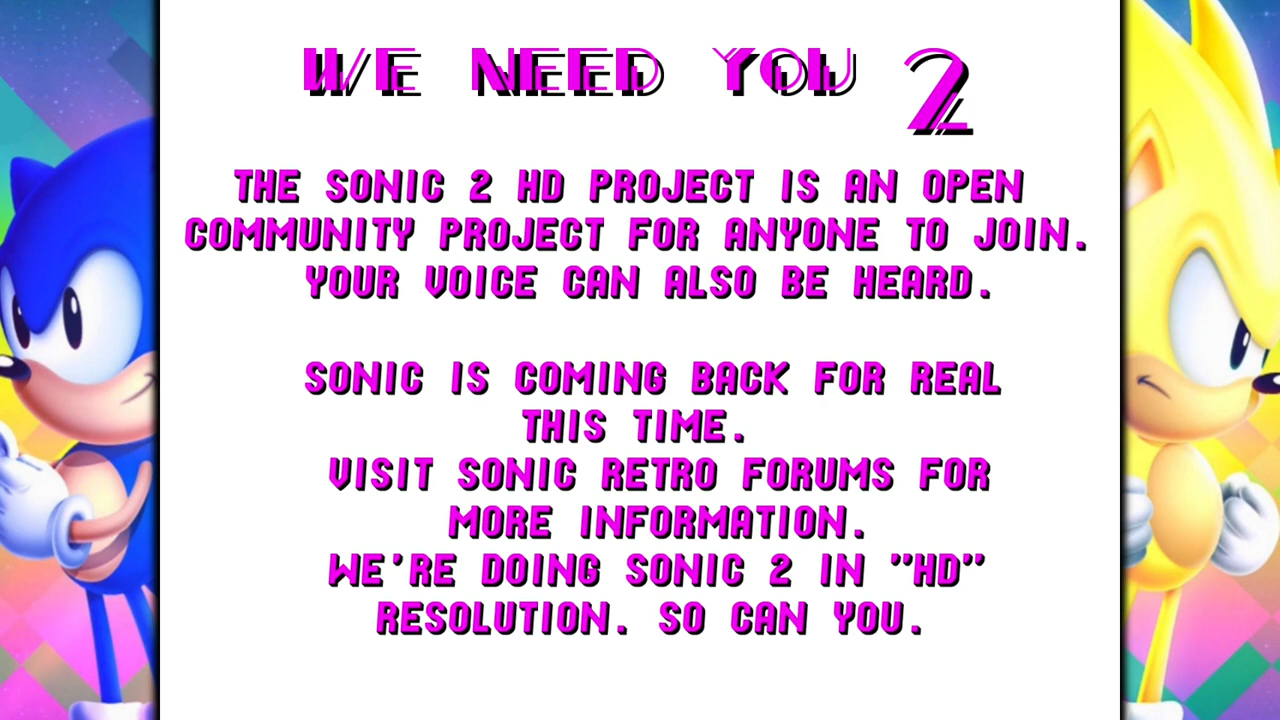 WE NEED YOU 2
THE SONIC 2 HD PROJECT IS AN OPEN
COMMUNITY PROJECT FOR ANYONE TO JOIN.
YOUR VOICE CAN ALSO BE HEARD.
SONIC IS COMING BACK FOR REAL
THIS TIME.
VISIT SONIC RETRO FORUMS FOR
MORE INFORMATION.
WE'RE DOING SONIC 2 IN "HD"
RESOLUTION. SO CAN YOU.